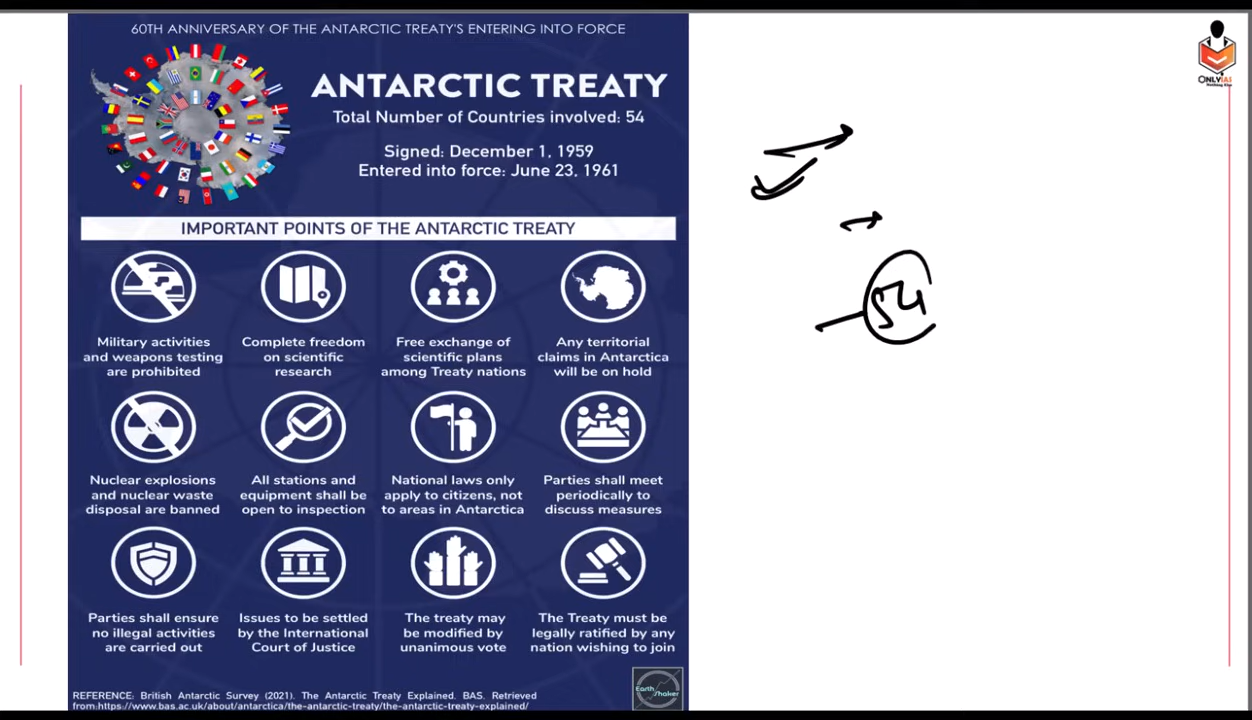 60TH ANNIVERSARY OF THE ANTARCTIC TREATY'S ENTERING INTO FORCE
ANTARCTIC TREATY
Total Number of Countries involved: 54
Signed: December 1, 1959
Entered into force: June 23, 1961
IMPORTANT POINTS OF THE ANTARCTIC TREATY
Military activities
and weapons testing
are prohibited
Complete freedom
on scientific
research
Free exchange of
scientific plans
among Treaty nations
Any territorial
claims in Antarctica
will be on hold
Nuclear explosions
and nuclear waste
disposal are banned
All stations and
equipment shall be
open to inspection
National laws only
apply to citizens, not
to areas in Antarctica
Parties shall meet
periodically to
discuss measures
Parties shall ensure
no illegal activities
are carried out
Issues to be settled
by the International
Court of Justice
The treaty may
be modified by
unanimous vote
The Treaty must be
legally ratified by any
nation wishing to join
REFERENCE: British Antarctic Survey (2021). The Antarctic Treaty Explained. BAS. Retrieved
from:https://www.bas.ac.uk/about/antarctica/the-antarctic-treaty/the-antarctic-treaty-explained/
Earth
Shaker
54
ONLYIAS
Nothing Else